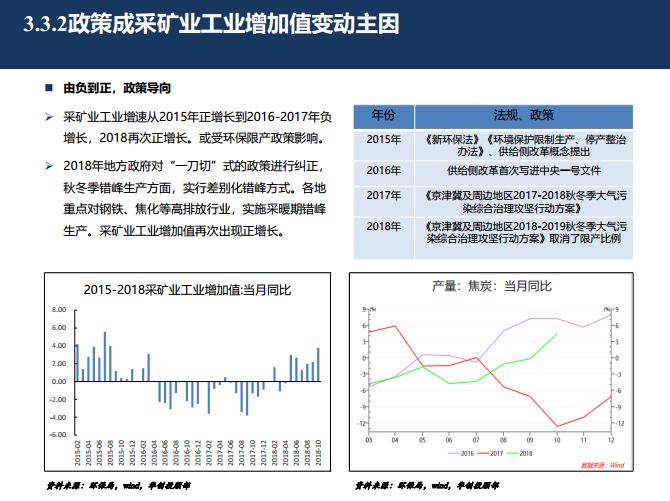 3.3.2政策成采矿业工业增加值变动主因
由负到正，政策导向
采矿业工业增速从2015年正增长到2016-2017年负
增长，2018再次正增长。或受环保限产政策影响。
2018年地方政府对“一刀切”式的政策进行纠正，
秋冬季错峰生产方面，实行差别化错峰方式。各地
重点对钢铁、焦化等高排放行业，实施采暖期错峰
生产。采矿业工业增加值再次出现正增长。
年份 法规、政策
2015年 《新环保法》《环境保护限制生产、停产整治
办法》、供给侧改革概念提出
2016年 供给侧改革首次写进中央一号文件
2017年 《京津冀及周边地区2017-2018秋冬季大气污
染综合治理攻坚行动方案》
2018年 《京津冀及周边地区2018-2019秋冬季大气污
染综合治理攻坚行动方案》取消了限产比例
2015-2018采矿业工业增加值:当月同比
8.00
6.00
4.00
2.00
0.00
-2.00
-4.00
-6.00
2015-02 2015-04 2015-06 2015-08 2015-10 2015-12 2016-02 2016-04 2016-06 2016-08 2016-10 2016-12 2017-02 2017-04 2017-06 2017-08 2017-10 2017-12 2018-02 2018-04 2018-06 2018-08 2018-10
资料来源：环保局，wind，华创投顾部
产量：焦炭：当月同比
9 (%) (%) 9
6 6
3 3
0 0
-3 -3
-6 -6
-9 -9
-12 -12
03 04 05 06 07 08 09 10 11 12
2016 2017 2018
数据来源：Wind
资料来源：环保局，wind，华创投顾部